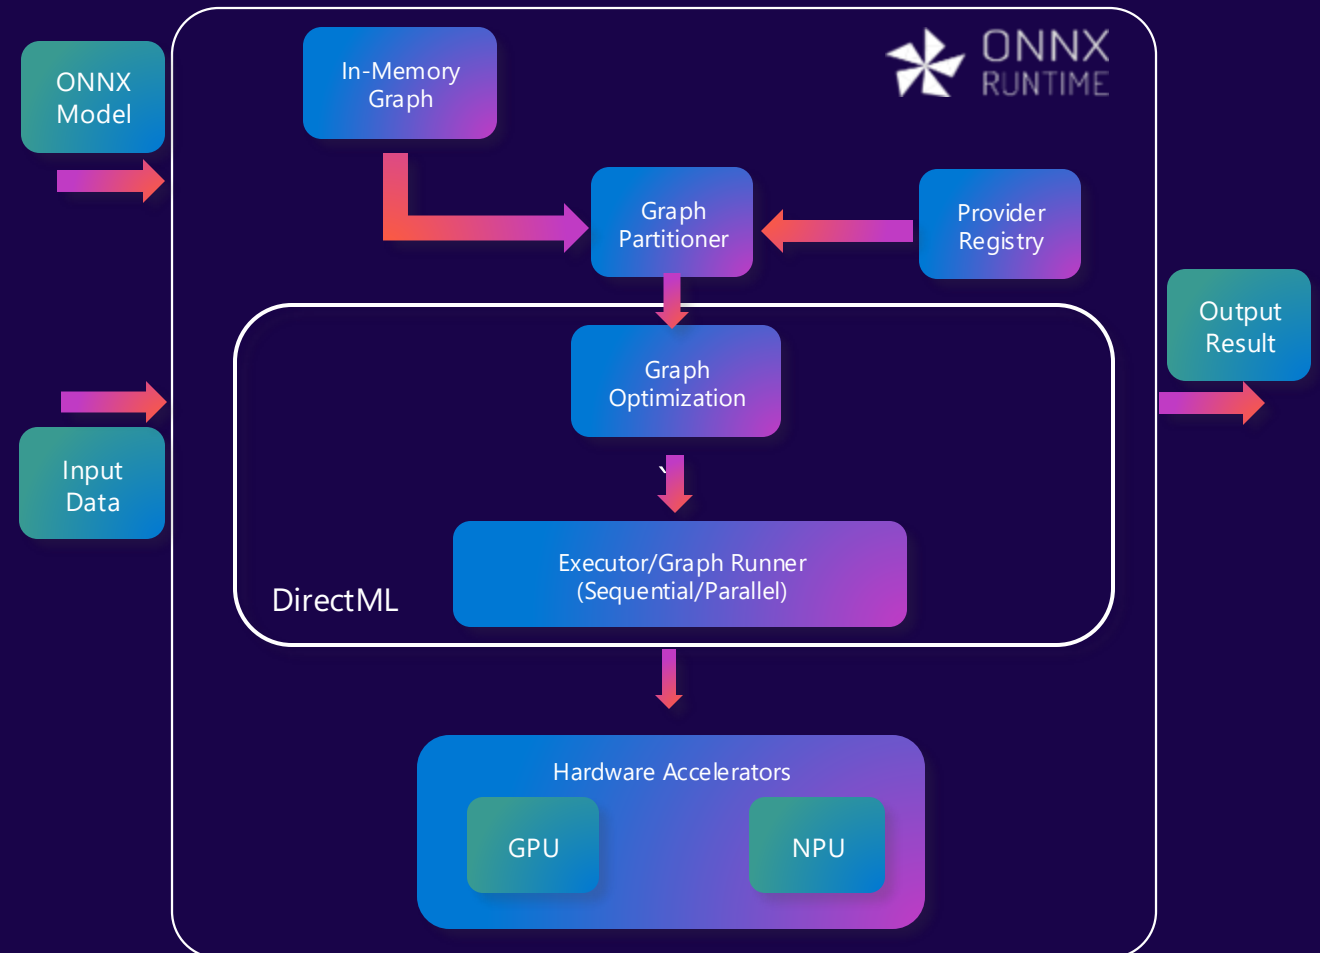 ONNX
Model
In-Memory
Graph
ONNX
RUNTIME
Graph
Partitioner
Provider
Registry
Output
Result
Graph
Optimization
`
Input
Data
Executor/Graph Runner
(Sequential/Parallel)
DirectML
Hardware Accelerators
GPU
NPU